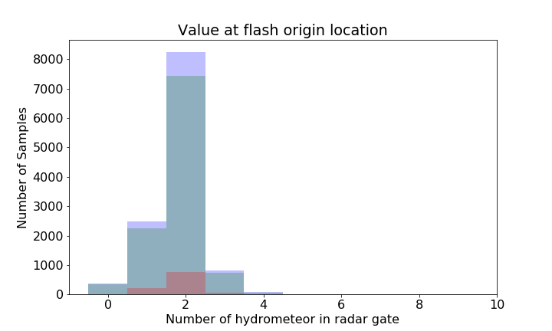 Value at flash origin location
8000
7000
6000
5000
4000
3000
2000
1000
0
Number of Samples
0 2 4 6 8 10
Number of hydrometeor in radar gate